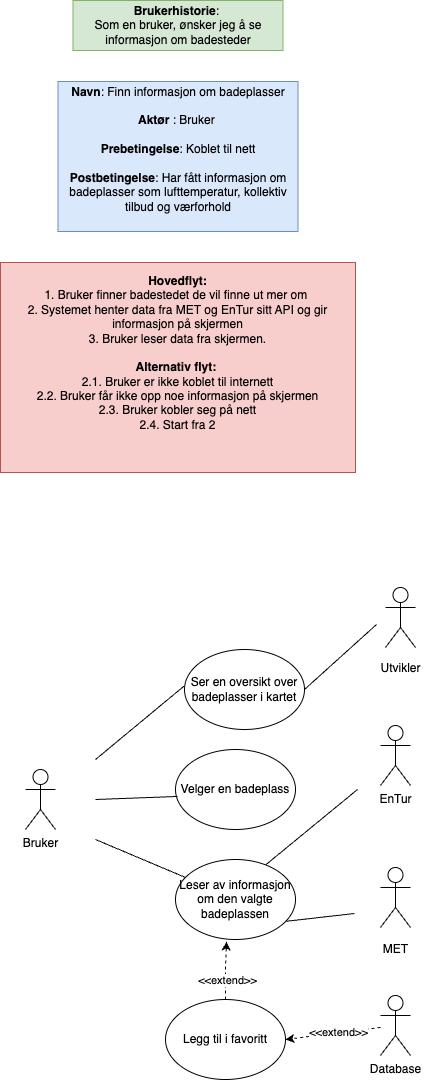 Brukerhistorie:
Som en bruker, ønsker jeg å se
informasjon om badesteder
Navn: Finn informasjon om badeplasser
Aktør : Bruker
Prebetingelse: Koblet til nett
Postbetingelse: Har fått informasjon om
badeplasser som lufttemperatur, kollektiv
tilbud og værforhold
Hovedflyt:
1. Bruker finner badestedet de vil finne ut mer om
2. Systemet henter data fra MET og EnTur sitt API og gir
informasjon på skjermen
3. Bruker leser data fra skjermen.
Alternativ flyt:
2.1. Bruker er ikke koblet til internett
2.2. Bruker får ikke opp noe informasjon på skjermen
2.3. Bruker kobler seg på nett
2.4. Start fra 2
Utvikler
Ser en oversikt over
badeplasser i kartet
Velger en badeplass
EnTur
Bruker
Leser av informasjon
om den valgte
badeplassen
MET
<<extend>>
Legg til i favoritt
<<extend>>
Database